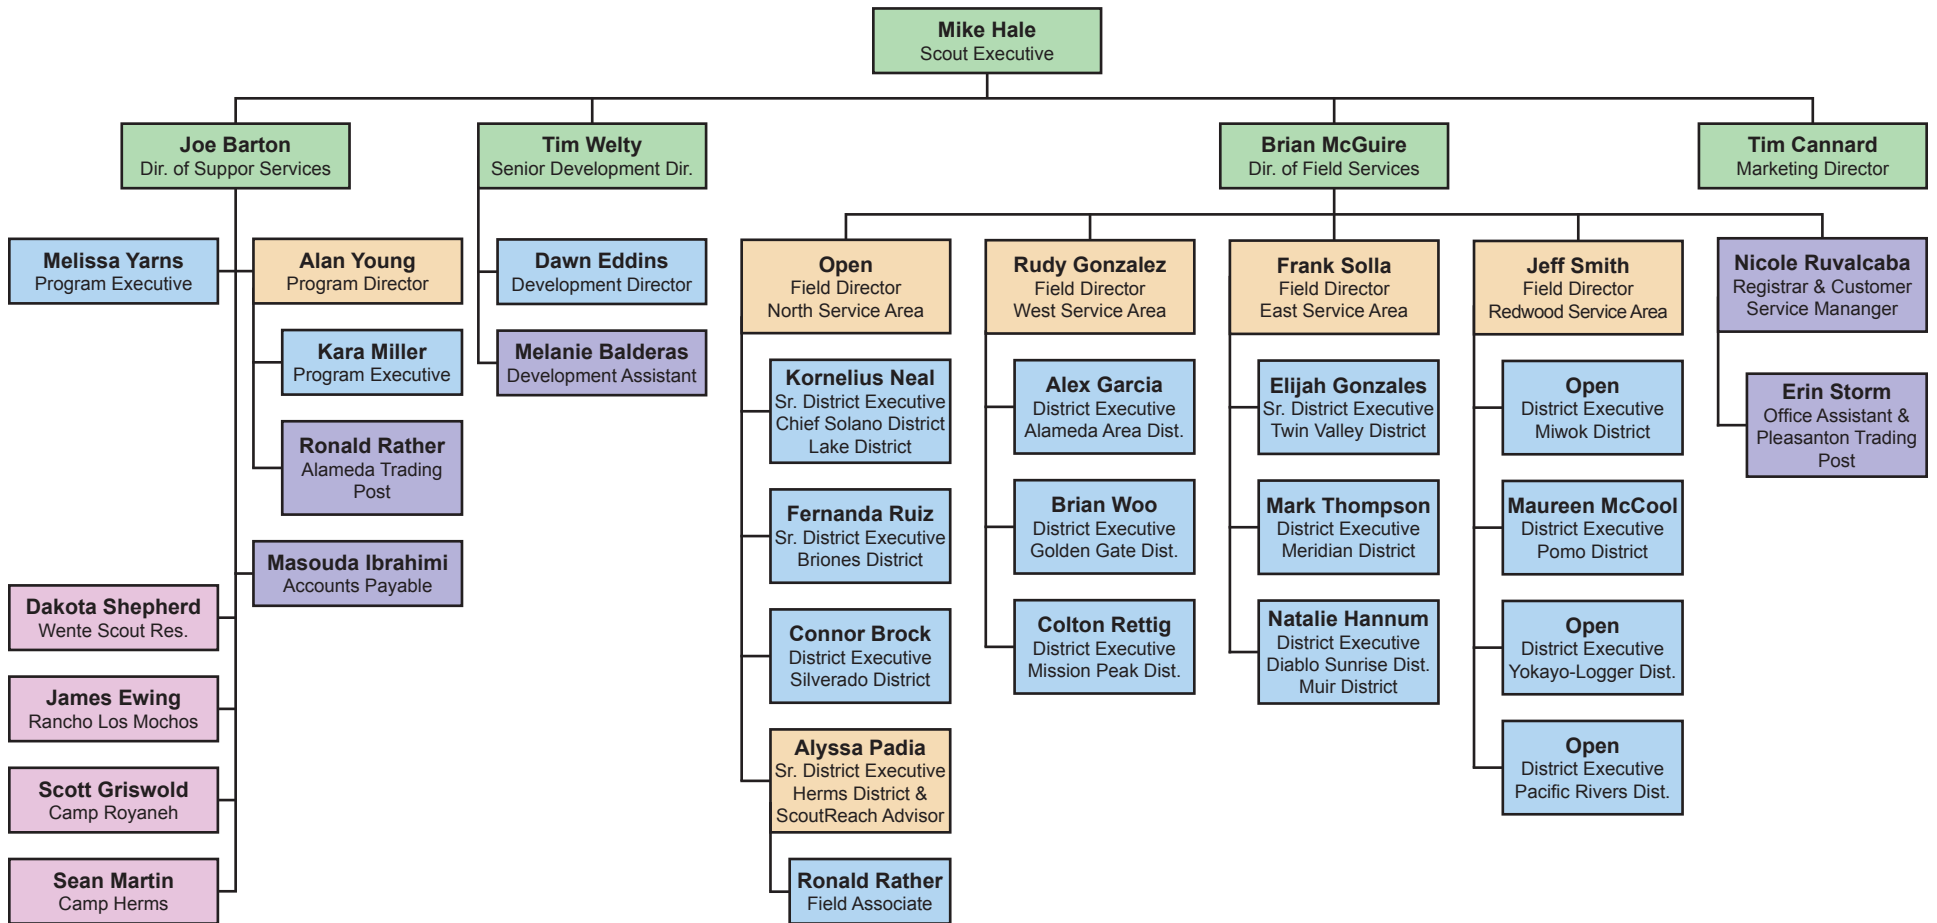 Mike Hale
Scout Executive
Joe Barton
Dir. of Suppor Services
Tim Welty
Senior Development Dir.
Brian McGuire
Dir. of Field Services
Tim Cannard
Marketing Director
Melissa Yarns
Program Executive
Alan Young
Program Director
Kara Miller
Program Executive
Ronald Rather
Alameda Trading
Post
Masouda Ibrahimi
Accounts Payable
Dakota Shepherd
Wente Scout Res.
James Ewing
Rancho Los Mochos
Scott Griswold
Camp Royaneh
Sean Martin
Camp Herms
Dawn Eddins
Development Director
Melanie Balderas
Development Assistant
Open
Field Director
North Service Area
Kornelius Neal
Sr. District Executive
Chief Solano District
Lake District
Fernanda Ruiz
Sr. District Executive
Briones District
Connor Brock
District Executive
Silverado District
Alyssa Padia
Sr. District Executive
Herms District &
ScoutReach Advisor
Ronald Rather
Field Associate
Rudy Gonzalez
Field Director
West Service Area
Alex Garcia
District Executive
Alameda Area Dist.
Brian Woo
District Executive
Golden Gate Dist.
Colton Rettig
District Executive
Mission Peak Dist.
Frank Solla
Field Director
East Service Area
Elijah Gonzales
Sr. District Executive
Twin Valley District
Mark Thompson
District Executive
Meridian District
Natalie Hannum
District Executive
Diablo Sunrise Dist.
Muir District
Jeff Smith
Field Director
Redwood Service Area
Open
District Executive
Miwok District
Maureen McCool
District Executive
Pomo District
Open
District Executive
Yokayo-Logger Dist.
Open
District Executive
Pacific Rivers Dist.
Nicole Ruvalcaba
Registrar & Customer
Service Mananger
Erin Storm
Office Assistant &
Pleasanton Trading
Post